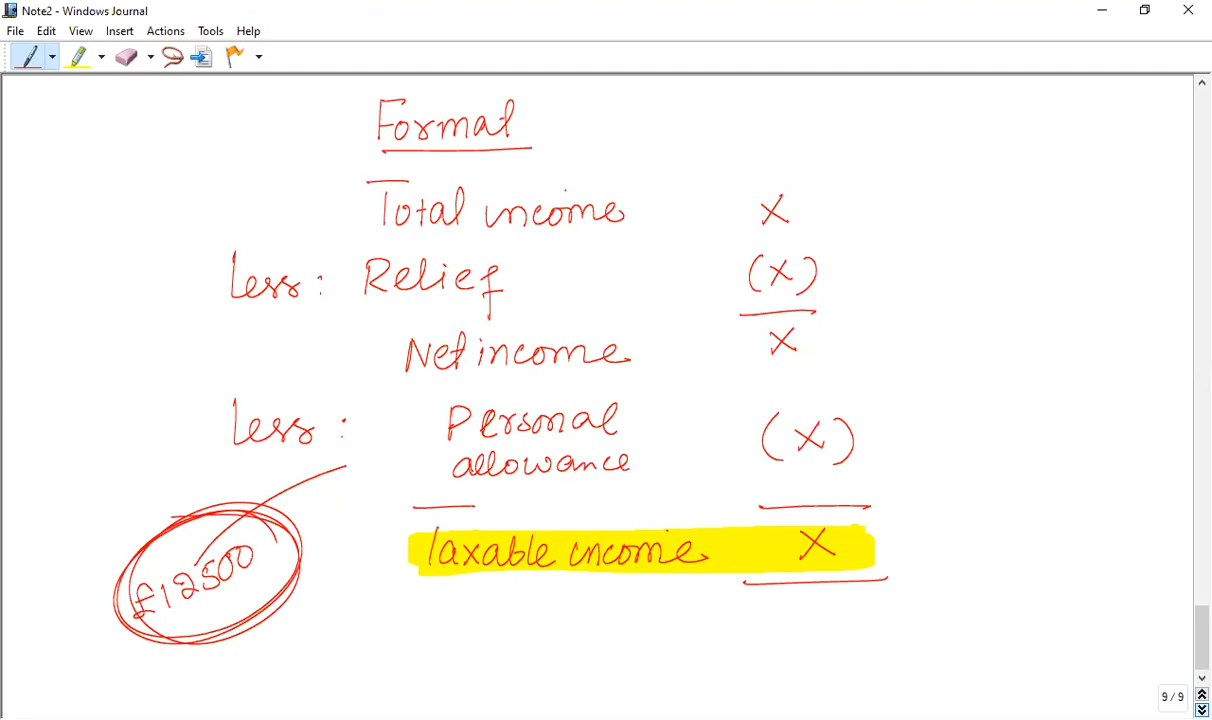 Note2 - Windows Journal
File Edit View Insert Actions Tools Help
Formal
Total income X
less: Relief (X)
Net income X
less: Personal (X)
allowance
Taxable income X
£12500
9 / 9